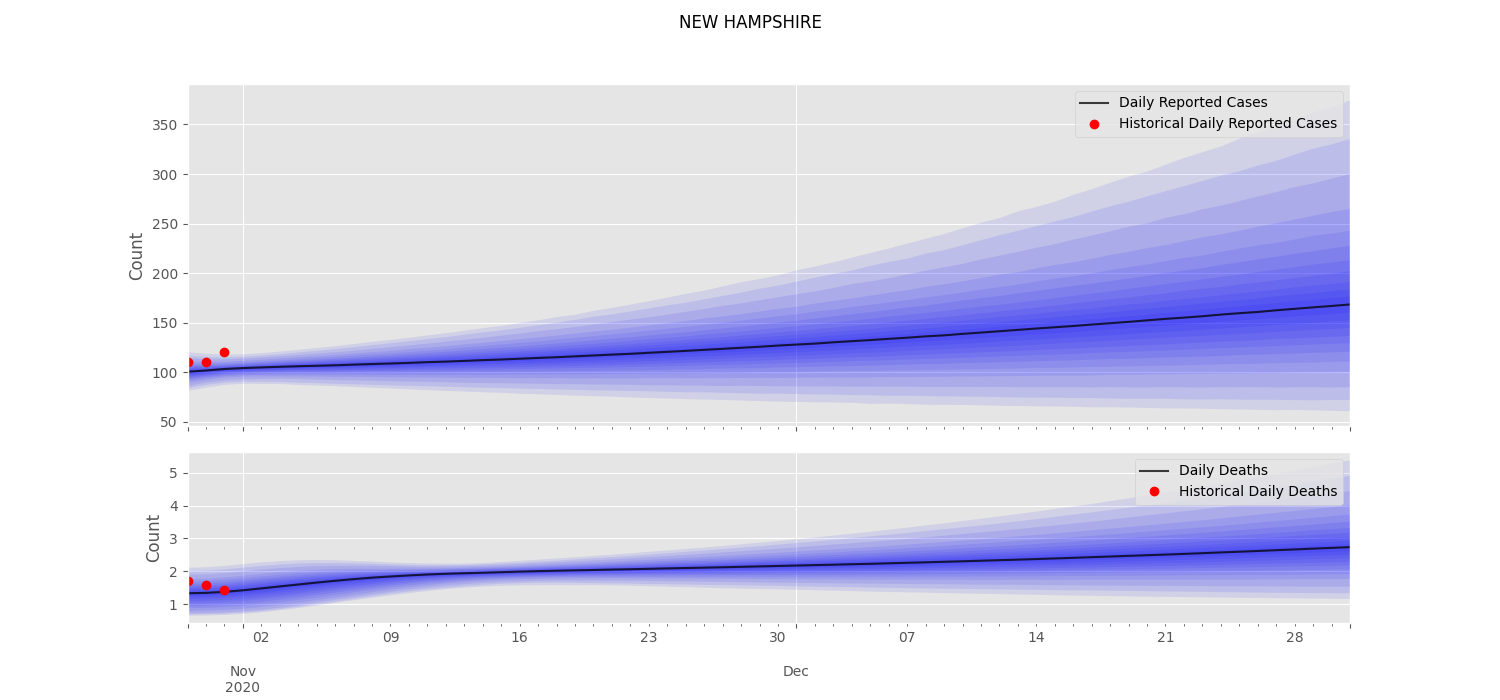 NEW HAMPSHIRE
Daily Reported Cases
Historical Daily Reported Cases
350
300
250
200
150
100
50
Count
Daily Deaths
Historical Daily Deaths
5
4
3
2
1
Count
02 09 16 23 30 07 14 21 28
Nov Dec
2020